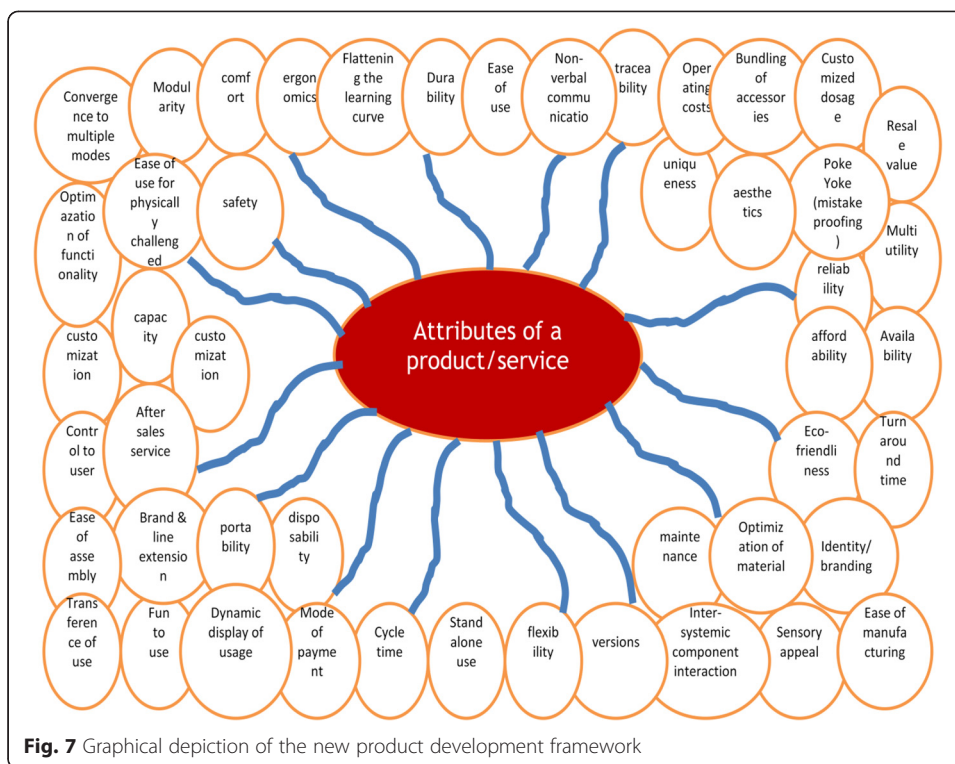 Converge
nce to
multiple
modes
Modul
arity
comf
ort
ergon
omics
Flattenin
g the
learning
curve
Dura
bility
Ease
of
use
Non-
verbal
commu
nicatio
tracea
bility
Oper
ating
costs
Bundling
of
accessor
ies
Custo
mized
dosag
e
Resal
e
value
Optim
azatio
n of
functi
onality
Ease of
use for
physicall
y
challeng
ed
safety
uniqu
eness
aesthe
tics
Poke
Yoke
(mistake
proofing
)
Multi
utility
reliab
ility
capac
ity
custo
mizat
ion
custo
mizat
ion
Attributes of a
product/service
afford
ability
Availa
bility
Contr
ol to
user
After
sales
service
Eco-
friendli
ness
Turn
arou
nd
time
Ease
of
asse
mbly
Brand &
line
extensio
n
porta
bility
dispo
sabili
ty
mainte
nance
Optimiz
ation of
material
Identity/
branding
Trans
feren
ce of
use
Fun
to
use
Dynamic
display of
usage
Mode
of
payme
nt
Cycle
time
Stand
alone
use
flexib
ility
versions
Inter-
systemic
component
interaction
Sensory
appeal
Ease of
manufa
cturing
Fig. 7 Graphical depiction of the new product development framework